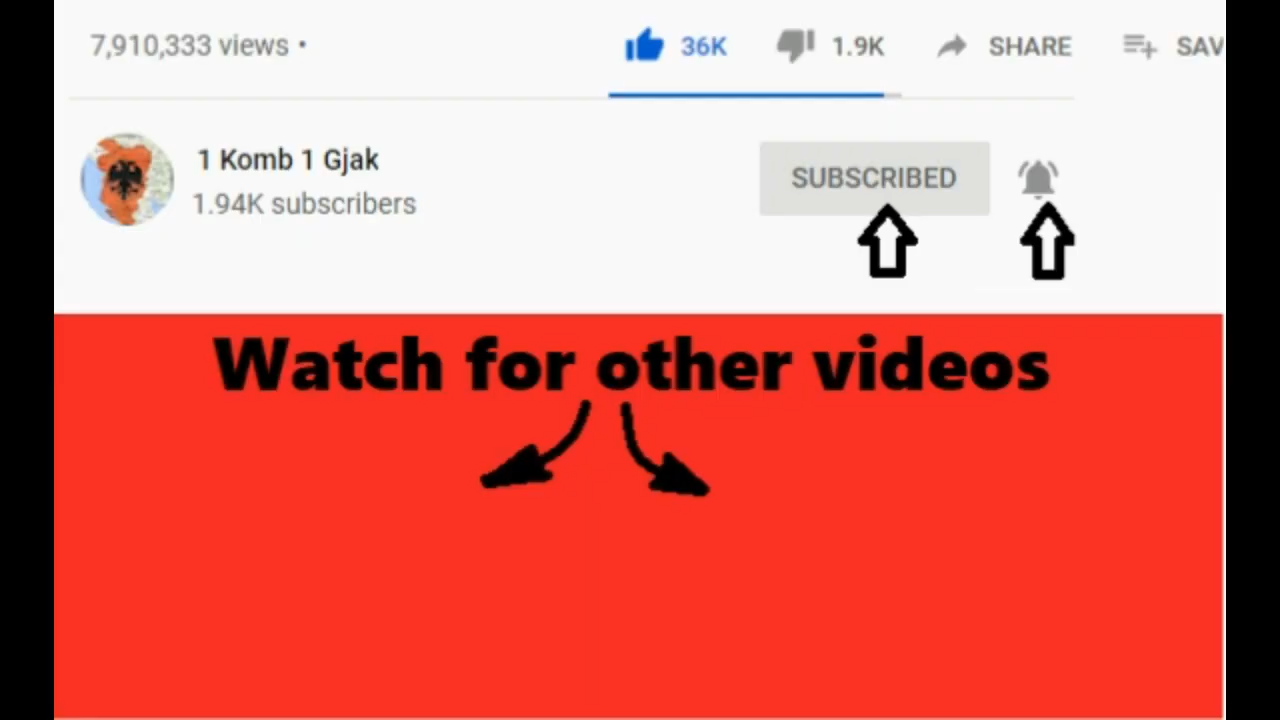 7,910,333 views •
36K
1.9K
SHARE
SAV
1 Komb 1 Gjak
1.94K subscribers
SUBSCRIBED
Watch for other videos